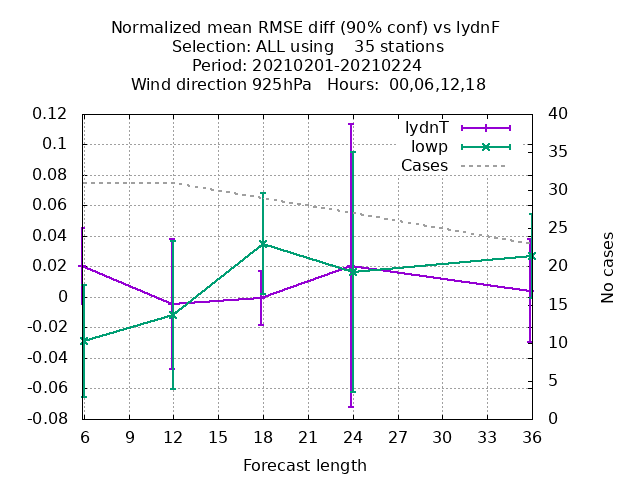 Normalized mean RMSE diff (90% conf) vs lydnF
Selection: ALL using    35 stations
Period: 20210201-20210224
Wind direction 925hPa   Hours:  00,06,12,18
0.12
0.1
0.08
0.06
0.04
0.02
0
-0.02
-0.04
-0.06
-0.08
lydnT
lowp
Cases
40
35
30
25
20
15
10
5
0
No cases
6 9 12 15 18 21 24 27 30 33 36
Forecast length